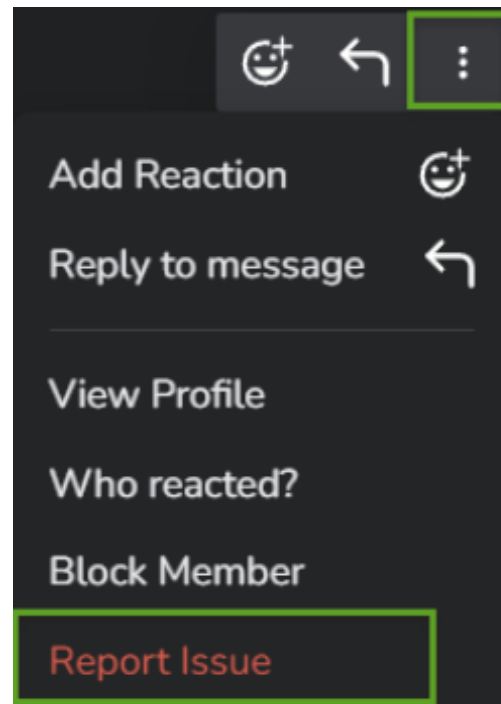 Add Reaction
Reply to message
View Profile
Who reacted?
Block Member
Report Issue